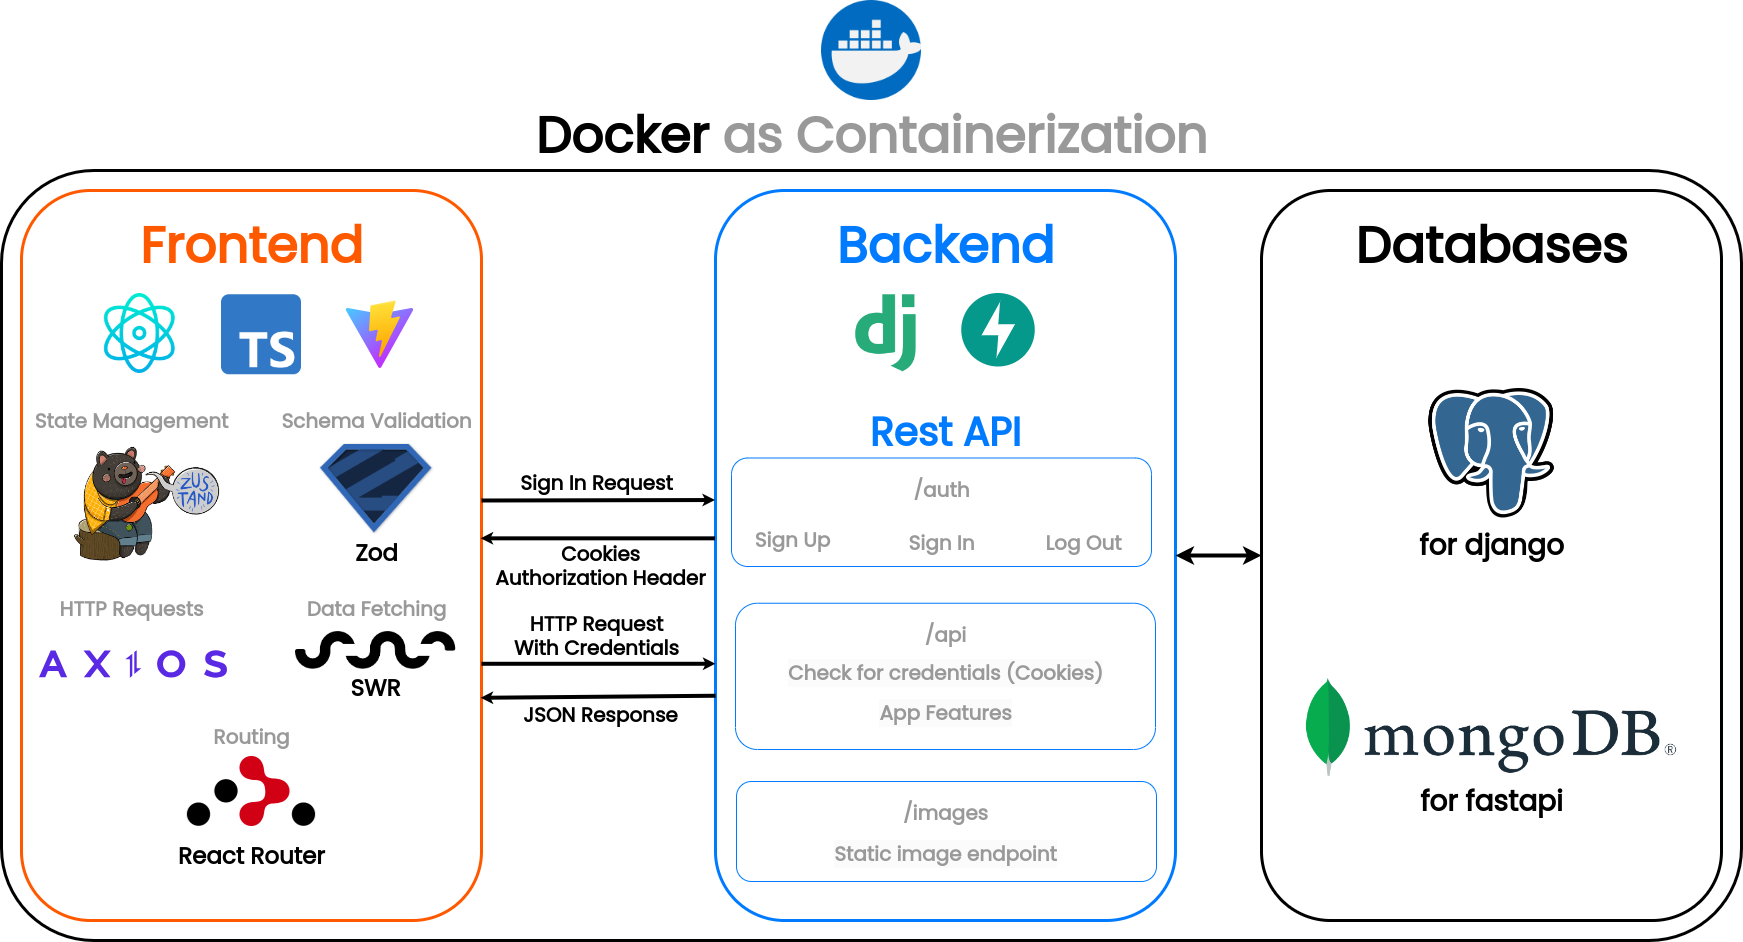 Docker as Containerization
Frontend
TS
State Management
Schema Validation
ZUS
TAND
Zod
HTTP Requests
Data Fetching
AXIOS
SWR
Routing
React Router
Sign In Request
Cookies
Authorization Header
HTTP Request
With Credentials
JSON Response
Backend
dj
Rest API
/auth
Sign Up
Sign In
Log Out
/api
Check for credentials (Cookies)
App Features
/images
Static image endpoint
Databases
for django
mongoDB®
for fastapi